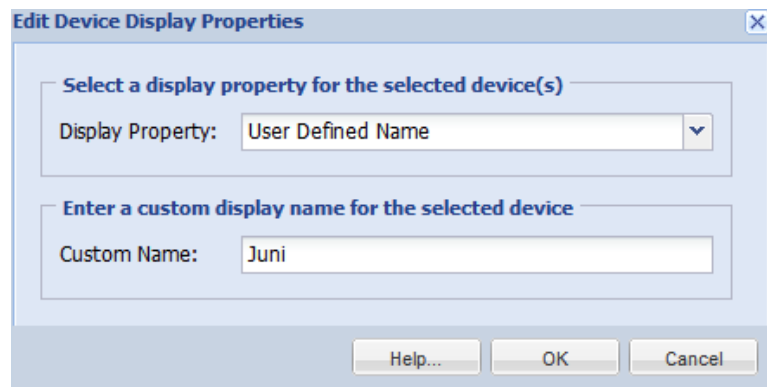 Edit Device Display Properties
Select a display property for the selected device(s)
Display Property: User Defined Name
Enter a custom display name for the selected device
Custom Name: Juni
Help... OK Cancel